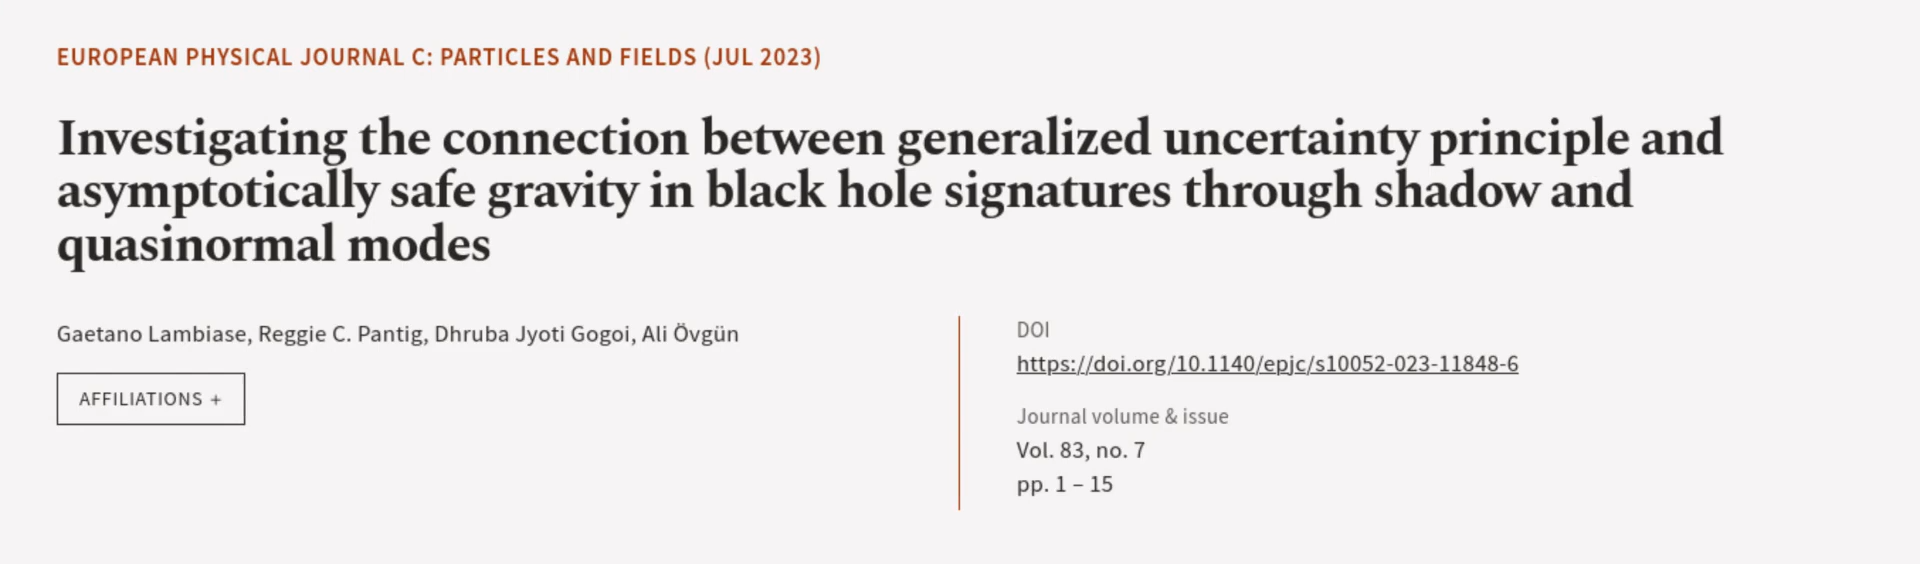 EUROPEAN PHYSICAL JOURNAL C: PARTICLES AND FIELDS (JUL 2023)
Investigating the connection between generalized uncertainty principle and
asymptotically safe gravity in black hole signatures through shadow and
quasinormal modes
Gaetano Lambiase, Reggie C. Pantig, Dhruba Jyoti Gogoi, Ali Övgün
AFFILIATIONS +
DOI
https://doi.org/10.1140/epjc/s10052-023-11848-6
Journal volume & issue
Vol. 83, no. 7
pp. 1 – 15